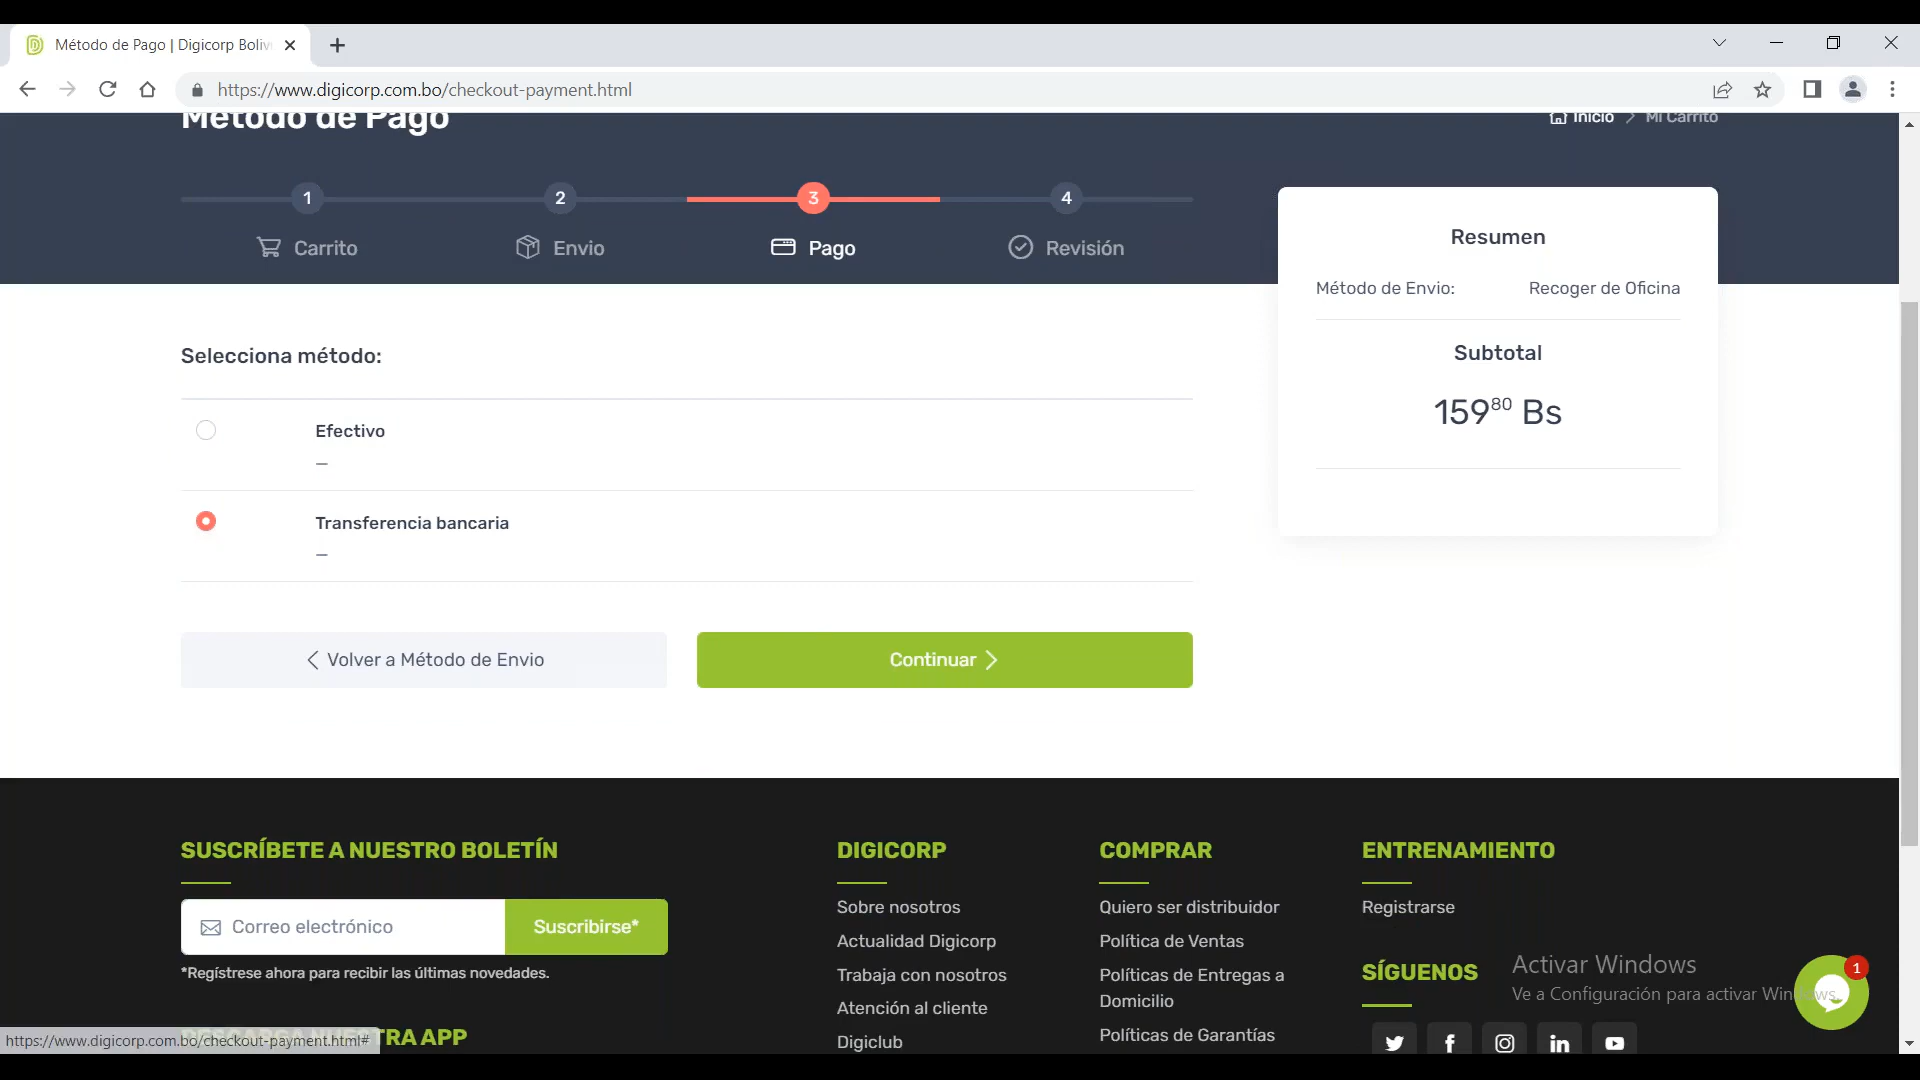 Método de Pago | Digicorp Boliv
https://www.digicorp.com.bo/checkout-payment.html
Método de Pago
Inicio
Mi Carrito
1
2
3
4
Carrito
Envio
Pago
Revisión
Resumen
Método de Envio:
Recoger de Oficina
Subtotal
159⁸⁰ Bs
Selecciona método:
Efectivo
—
Transferencia bancaria
—
Volver a Método de Envio
Continuar
SUSCRÍBETE A NUESTRO BOLETÍN
Correo electrónico
Suscribirse*
*Regístrese ahora para recibir las últimas novedades.
DESCARGA NUESTRA APP
DIGICORP
Sobre nosotros
Actualidad Digicorp
Trabaja con nosotros
Atención al cliente
Digiclub
COMPRAR
Quiero ser distribuidor
Política de Ventas
Políticas de Entregas a
Domicilio
Políticas de Garantías
ENTRENAMIENTO
Registrarse
SÍGUENOS
Activar Windows
Ve a Configuración para activar Windows.
1
https://www.digicorp.com.bo/checkout-payment.html#